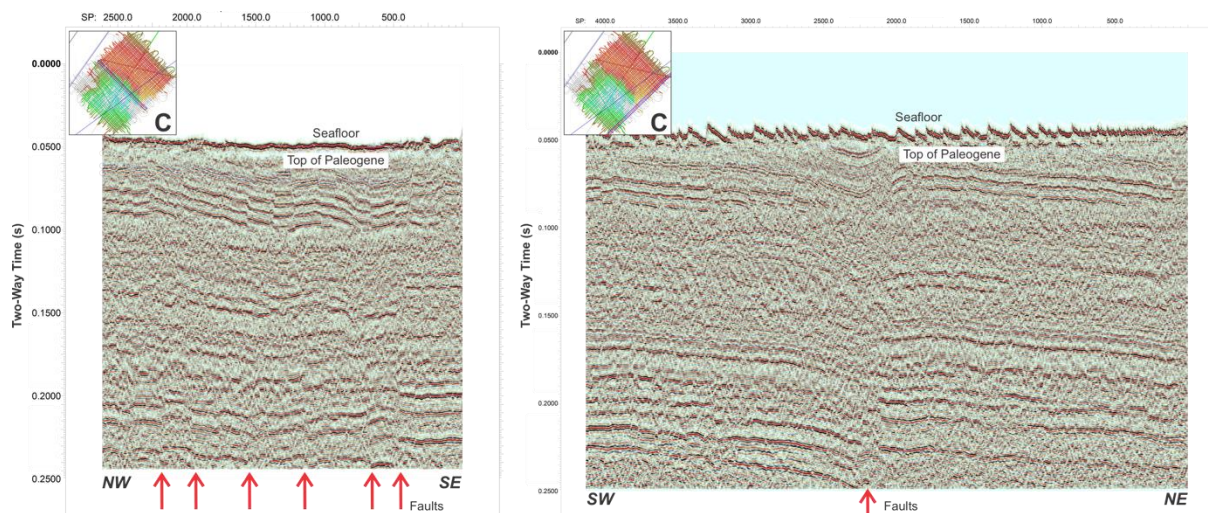 SP: 2500.0 2000.0 1500.0 1000.0 500.0
C
0.0000
Seafloor
0.0500
Top of Paleogene
0.1000
0.1500
0.2000
0.2500
Two-Way Time (s)
NW
SE
Faults
SP: 4000.0 3500.0 3000.0 2500.0 2000.0 1500.0 1000.0 500.0
C
0.0000
Seafloor
0.0500
Top of Paleogene
0.1000
0.1500
0.2000
0.2500
Two-Way Time (s)
SW
NE
Faults